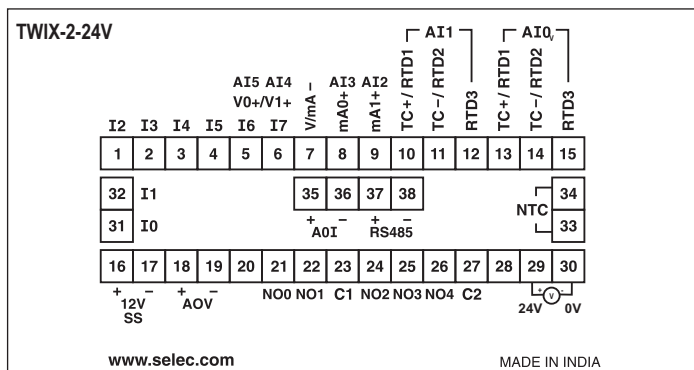 TWIX-2-24V
AI1 AI0V
AI5 AI4 V/mA – AI3 AI2 TC+/ RTD1 TC–/ RTD2 RTD3 TC+/ RTD1 TC–/ RTD2 RTD3
V0+/V1+ mA0+ mA1+
I2 I3 I4 I5 I6 I7
1 2 3 4 5 6 7 8 9 10 11 12 13 14 15
32 I1 35 36 37 38 34
31 I0 + – + – NTC 33
A0I RS485
16 17 18 19 20 21 22 23 24 25 26 27 28 29 30
+ – + – NO0 NO1 C1 NO2 NO3 NO4 C2 + V -
12V AOV 24V 0V
SS
www.selec.com MADE IN INDIA